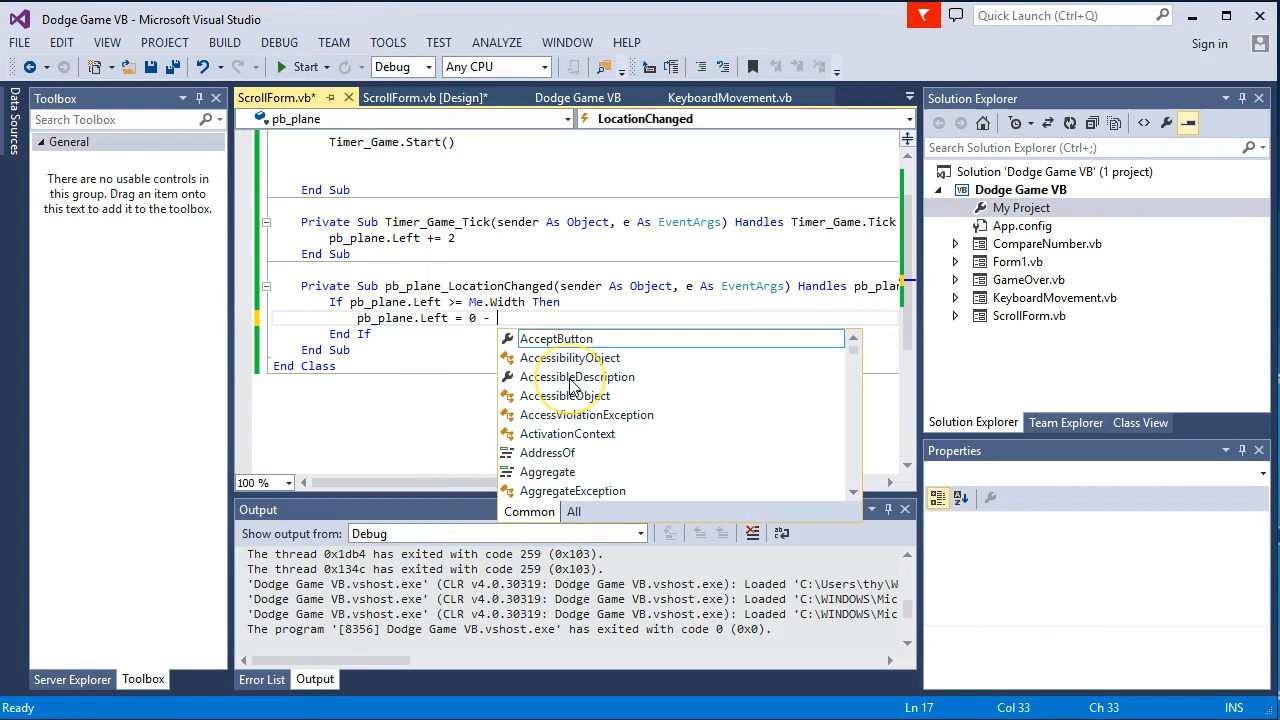 Dodge Game VB - Microsoft Visual Studio
Quick Launch (Ctrl+Q)
FILE EDIT VIEW PROJECT BUILD DEBUG TEAM TOOLS TEST ANALYZE WINDOW HELP
Sign in
Start Debug Any CPU
Data Sources
Toolbox
Search Toolbox
General
There are no usable controls in
this group. Drag an item onto
this text to add it to the toolbox.
Server Explorer Toolbox
ScrollForm.vb* ScrollForm.vb [Design]* Dodge Game VB KeyboardMovement.vb
pb_plane LocationChanged
Timer_Game.Start()
End Sub
Private Sub Timer_Game_Tick(sender As Object, e As EventArgs) Handles Timer_Game.Tick
pb_plane.Left += 2
End Sub
Private Sub pb_plane_LocationChanged(sender As Object, e As EventArgs) Handles pb_plan
If pb_plane.Left >= Me.Width Then
pb_plane.Left = 0 -
End If
End Sub
End Class
AcceptButton
AccessibilityObject
AccessibleDescription
AccessibleObject
AccessViolationException
ActivationContext
AddressOf
Aggregate
AggregateException
Common All
100 %
Output
Show output from: Debug
The thread 0x1db4 has exited with code 259 (0x103).
The thread 0x134c has exited with code 259 (0x103).
'Dodge Game VB.vshost.exe' (CLR v4.0.30319: Dodge Game VB.vshost.exe): Loaded 'C:\Users\thy\W
'Dodge Game VB.vshost.exe' (CLR v4.0.30319: Dodge Game VB.vshost.exe): Loaded 'C:\WINDOWS\Mic
'Dodge Game VB.vshost.exe' (CLR v4.0.30319: Dodge Game VB.vshost.exe): Loaded 'C:\WINDOWS\Mic
The program '[8356] Dodge Game VB.vshost.exe' has exited with code 0 (0x0).
Error List Output
Solution Explorer
Search Solution Explorer (Ctrl+;)
Solution 'Dodge Game VB' (1 project)
Dodge Game VB
My Project
App.config
CompareNumber.vb
Form1.vb
GameOver.vb
KeyboardMovement.vb
ScrollForm.vb
Solution Explorer Team Explorer Class View
Properties
Ready Ln 17 Col 33 Ch 33 INS